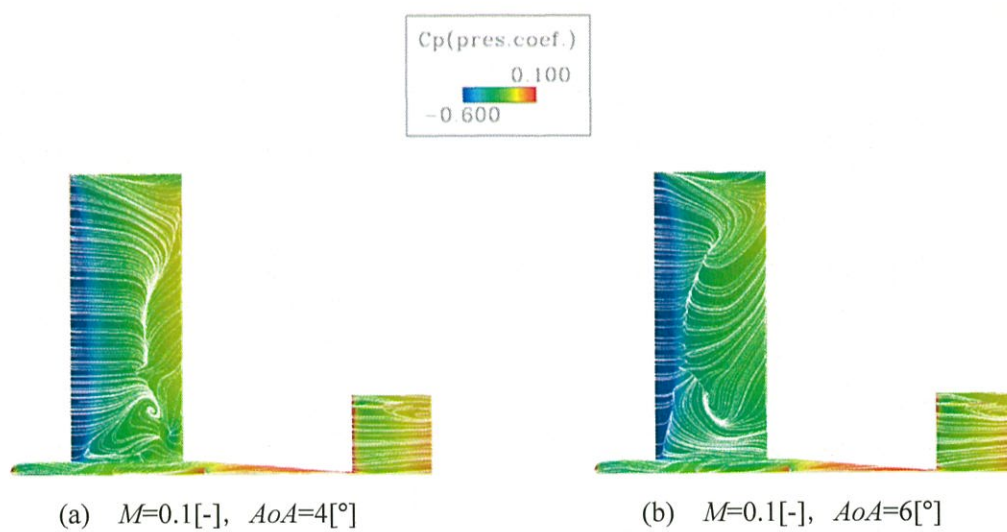 Cp(pres.coef.)
0.100
-0.600
(a) M=0.1[-], AoA=4[°]
(b) M=0.1[-], AoA=6[°]